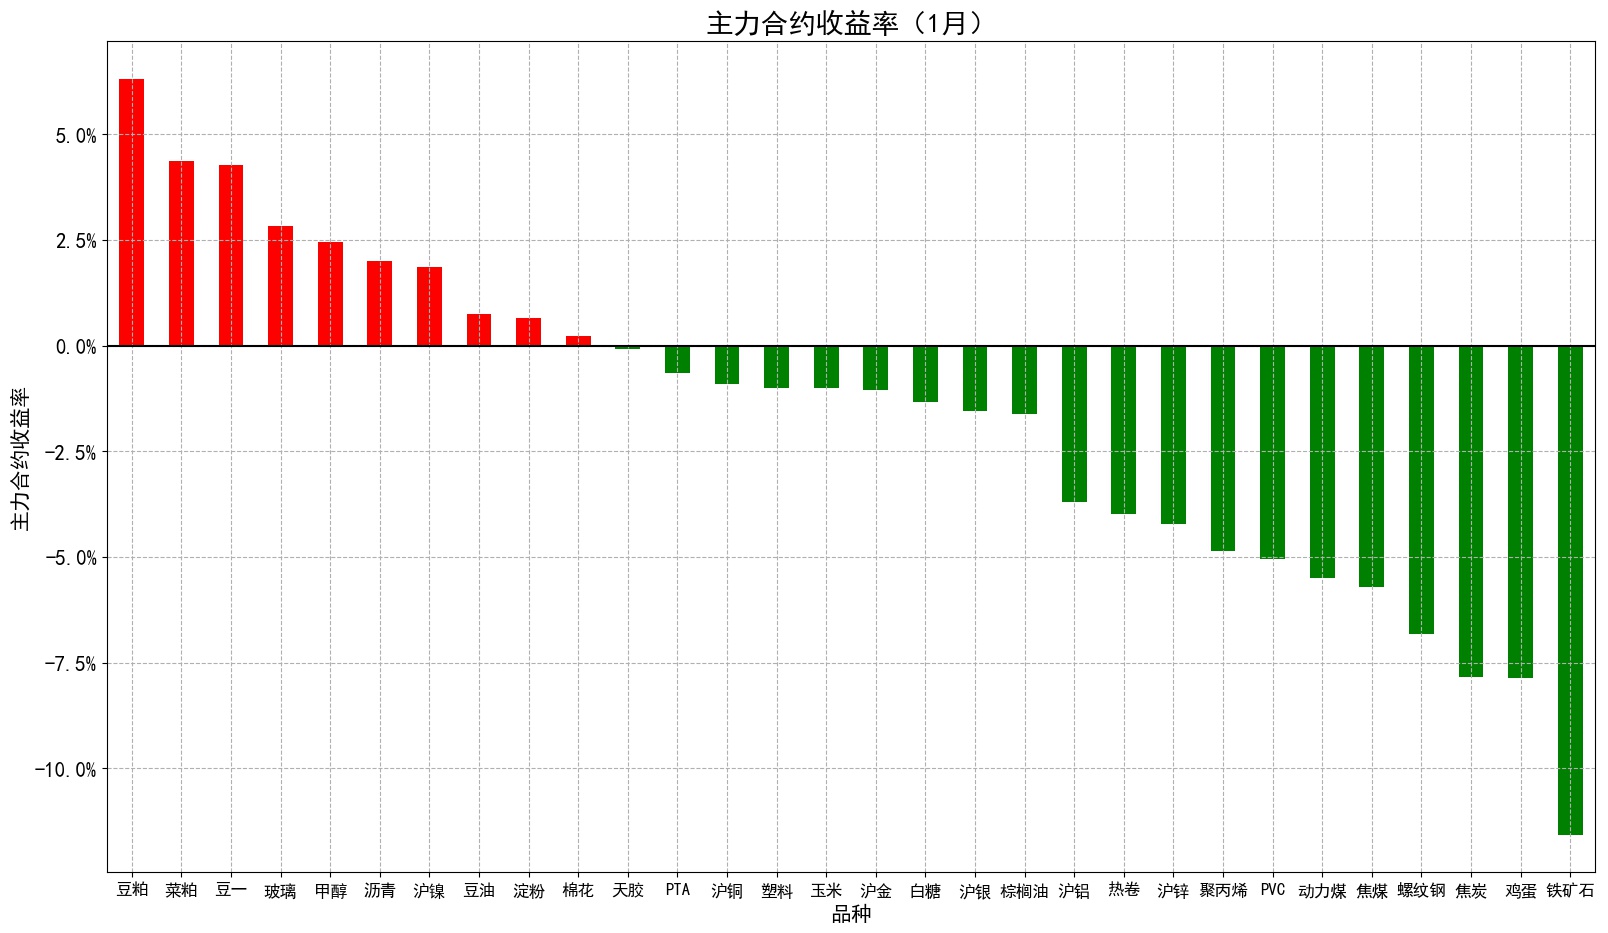 主力合约收益率（1月）
主力合约收益率
5.0%
2.5%
0.0%
−2.5%
−5.0%
−7.5%
−10.0%
豆粕 菜粕 豆一 玻璃 甲醇 沥青 沪镍 豆油 淀粉 棉花 天胶 PTA 沪铜 塑料 玉米 沪金 白糖 沪银 棕榈油 沪铝 热卷 沪锌 聚丙烯 PVC 动力煤 焦煤 螺纹钢 焦炭 鸡蛋 铁矿石
品种